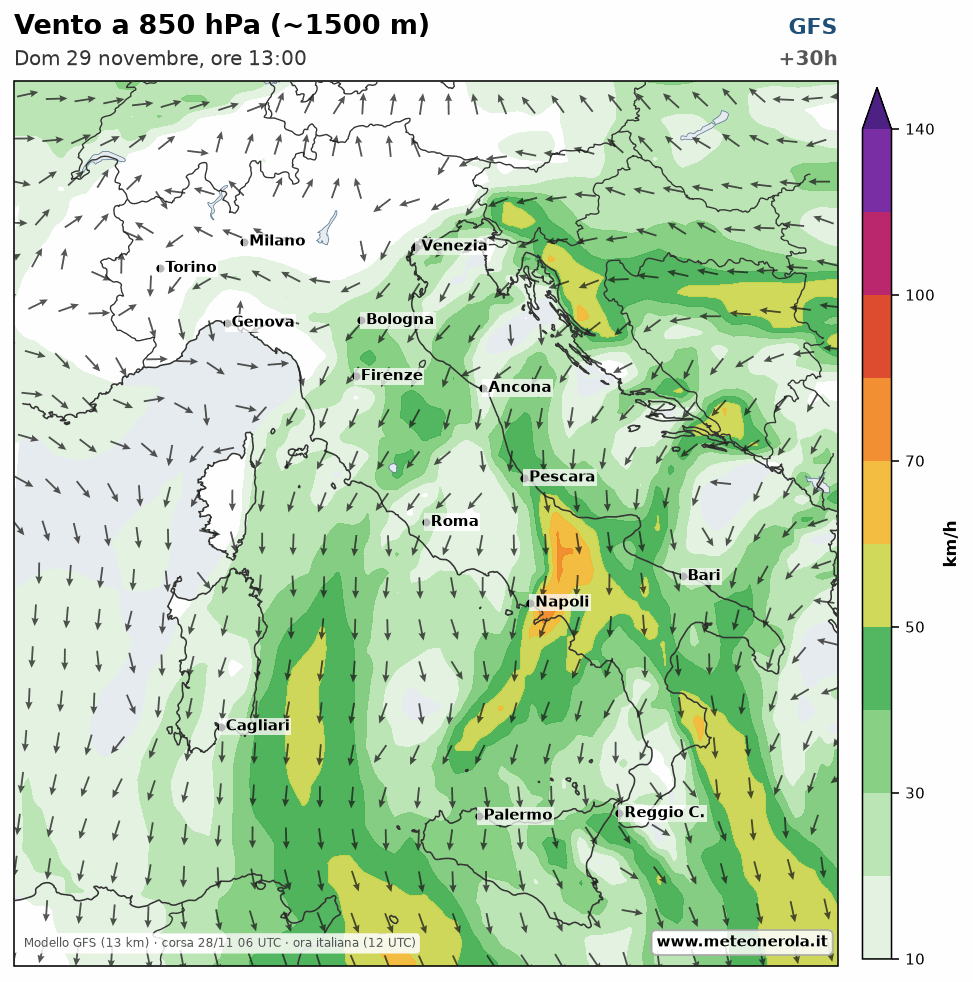 Vento a 850 hPa (~1500 m)
GFS
Dom 29 novembre, ore 13:00
+30h
140
100
70
50
30
10
km/h
Venezia
Milano
Torino
Genova
Bologna
Firenze
Ancona
Pescara
Roma
Bari
Napoli
Cagliari
Palermo
Reggio C.
Modello GFS (13 km) · corsa 28/11 06 UTC · ora italiana (12 UTC)
www.meteonerola.it